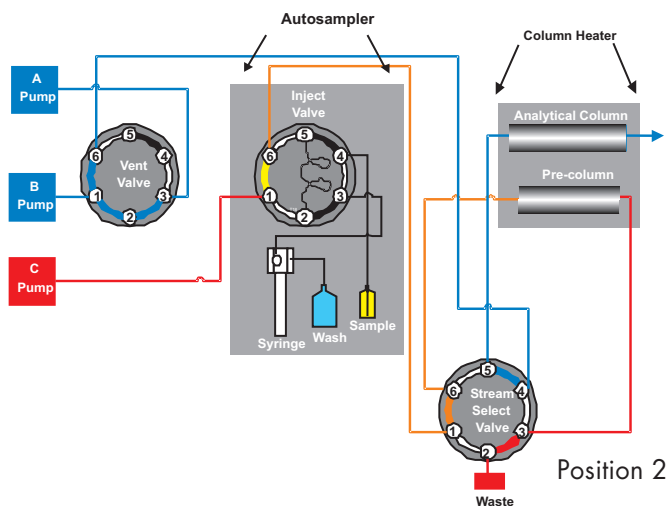 Autosampler
Column Heater
A
Pump
B
Pump
C
Pump
Vent
Valve
1
2
3
4
5
6
Inject
Valve
1
2
3
4
5
6
Syringe
Wash
Sample
Analytical Column
Pre-column
Stream
Select
Valve
1
2
3
4
5
6
Waste
Position 2